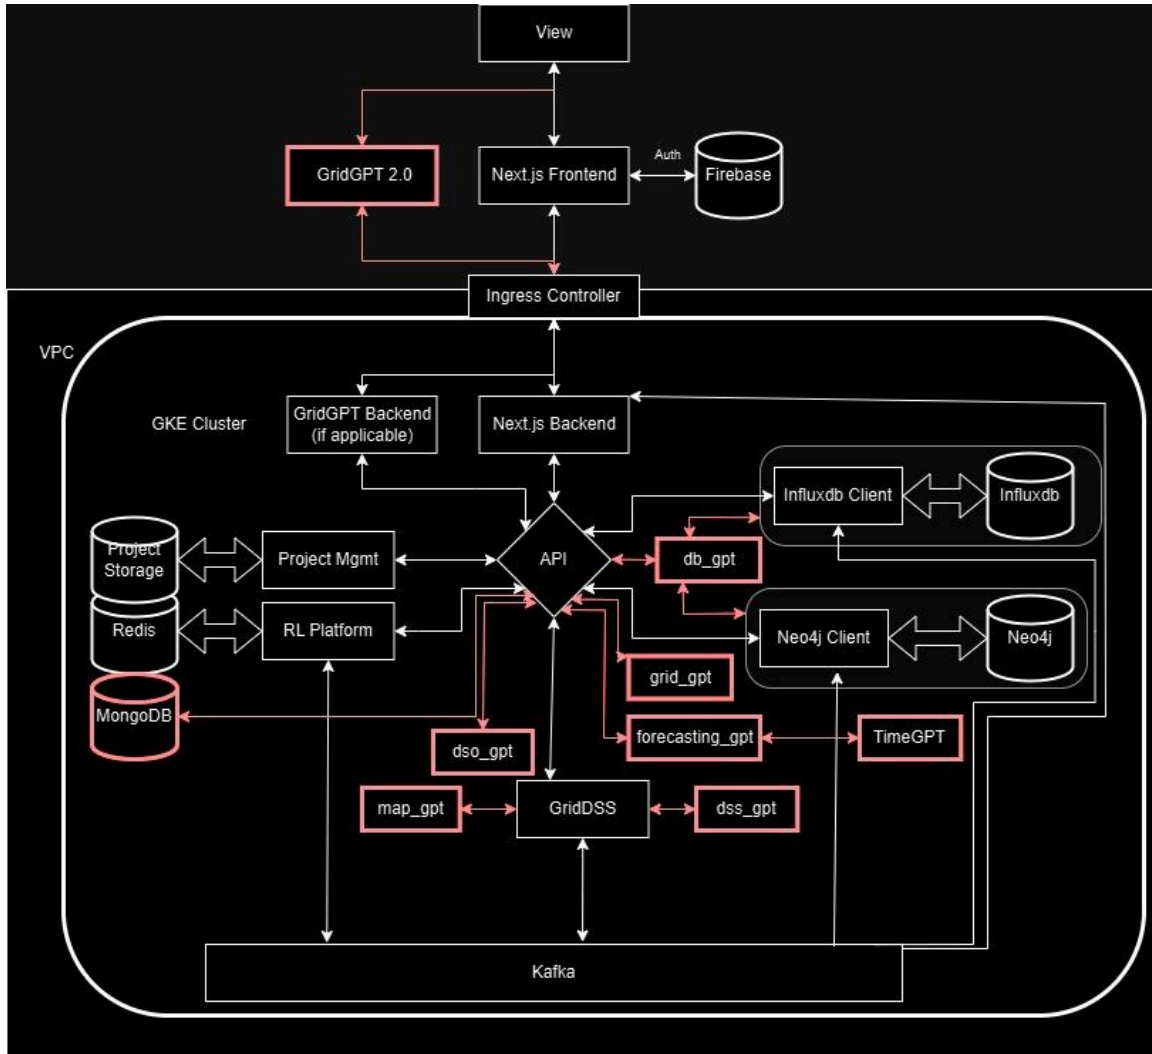 View
GridGPT 2.0
Next.js Frontend
Auth
Firebase
Ingress Controller
VPC
GKE Cluster
GridGPT Backend
(if applicable)
Next.js Backend
Influxdb Client
Influxdb
Project
Storage
Project Mgmt
API
db_gpt
Redis
RL Platform
Neo4j Client
Neo4j
grid_gpt
MongoDB
dso_gpt
forecasting_gpt
TimeGPT
map_gpt
GridDSS
dss_gpt
Kafka